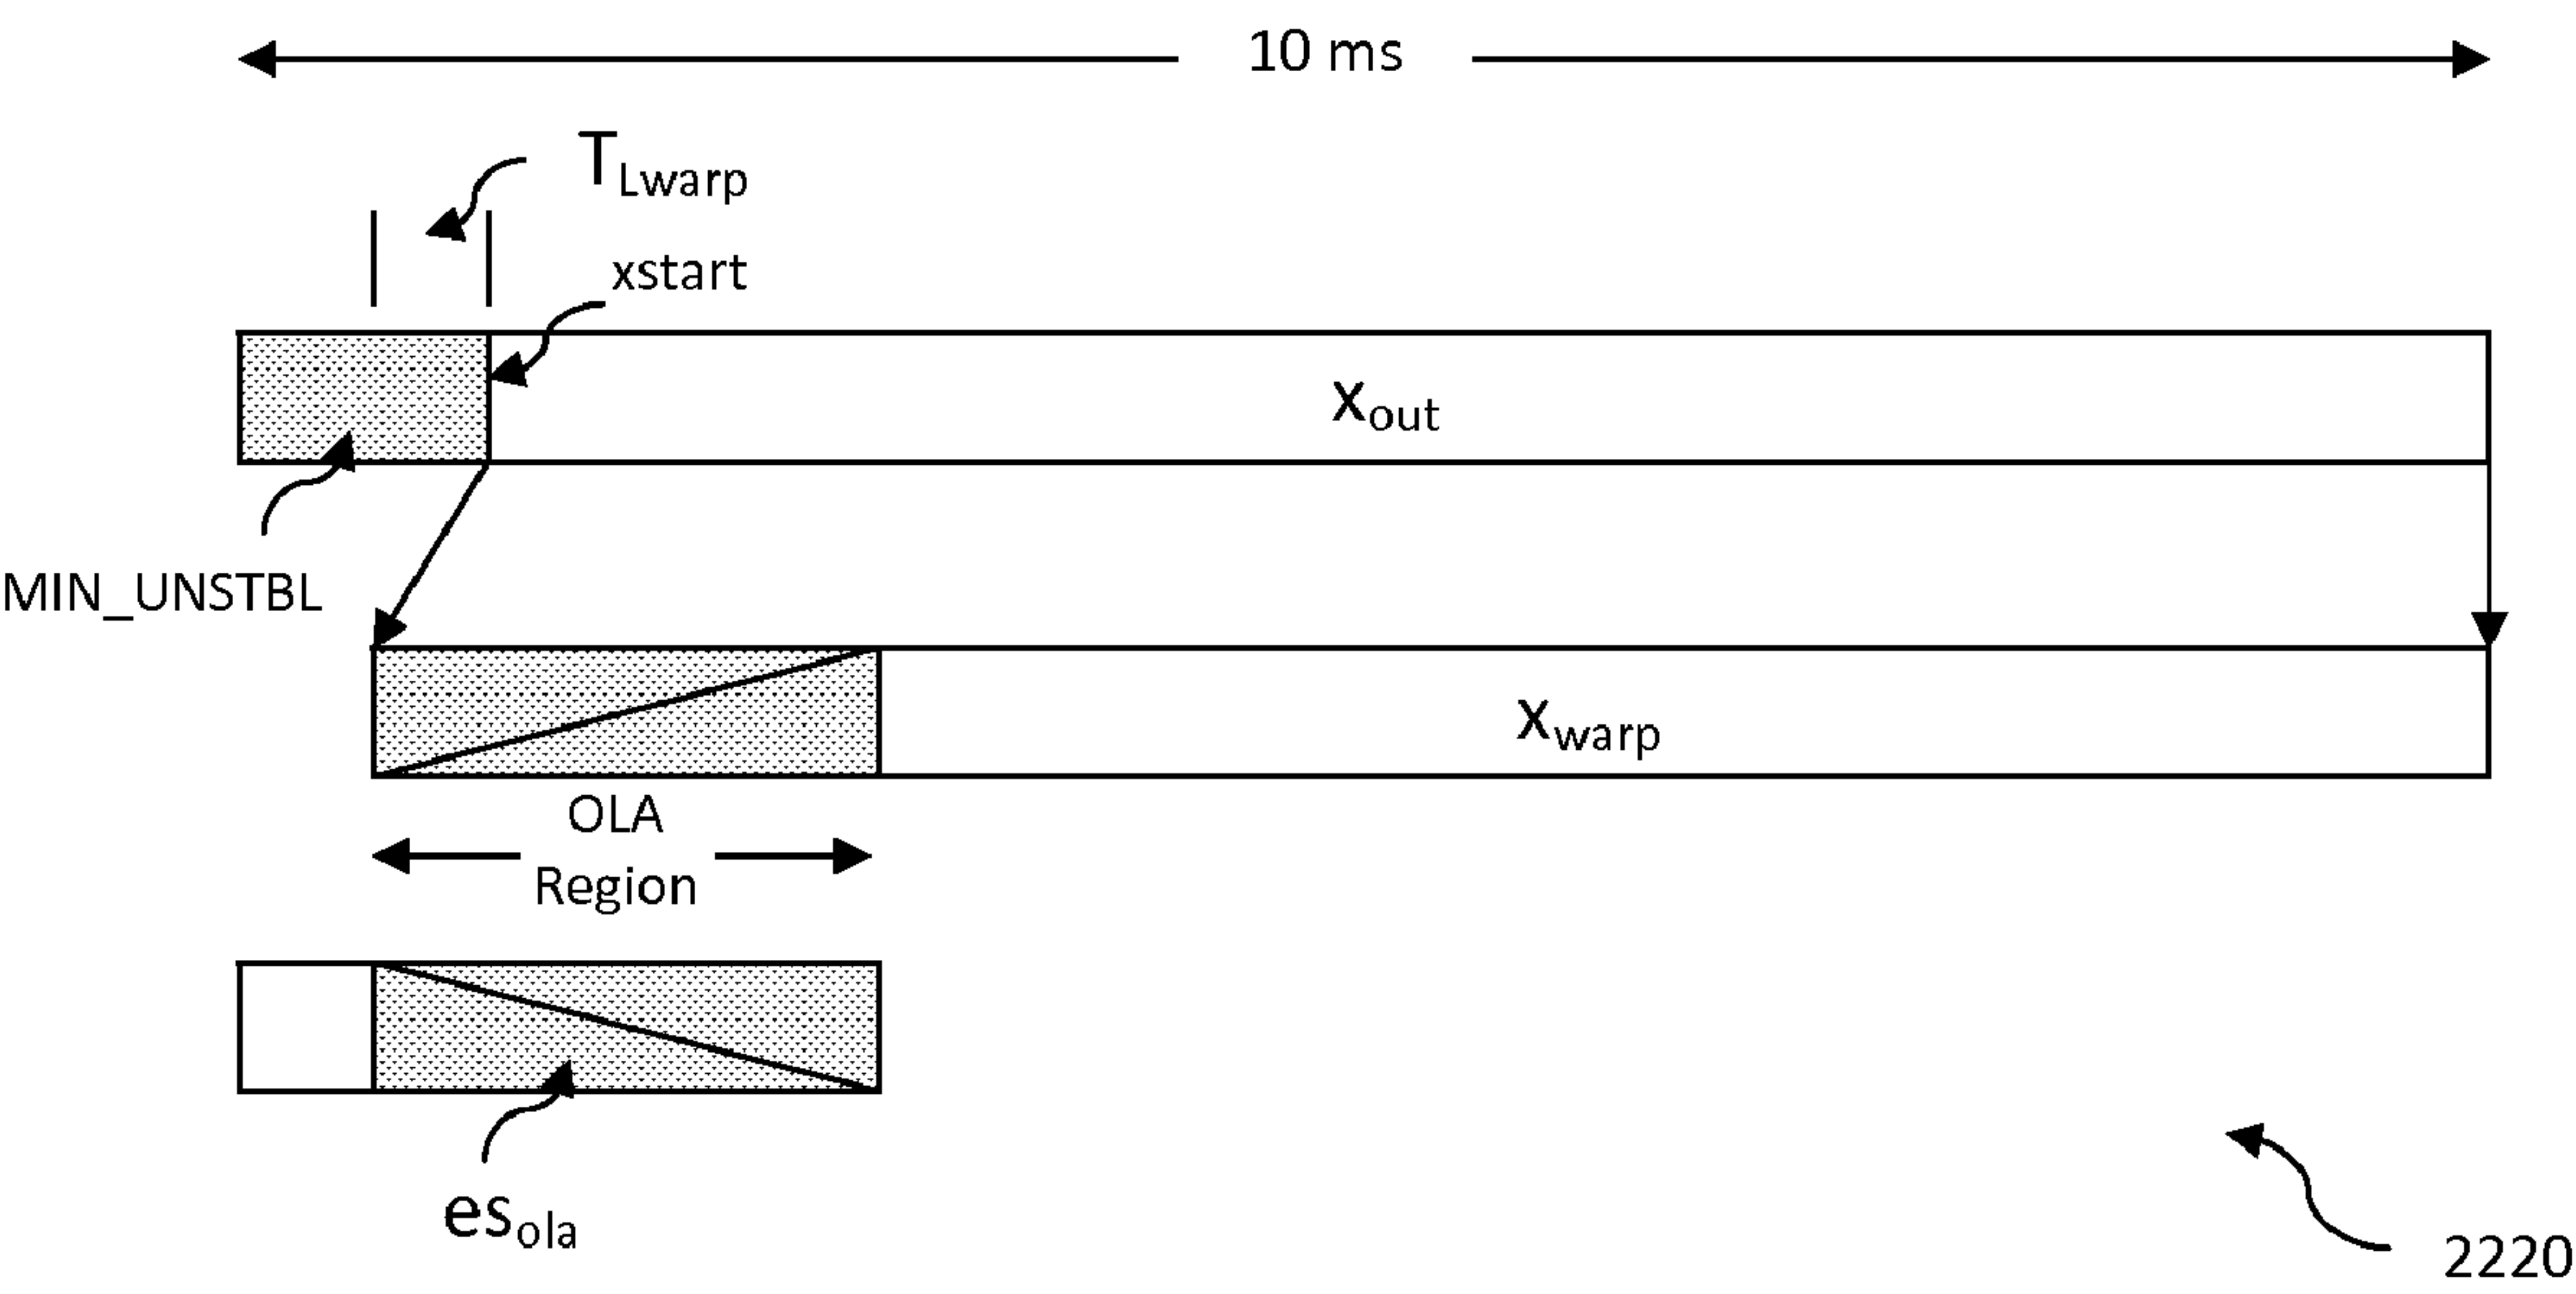 10 ms
TLwarp
xstart
xout
MIN_UNSTBL
xwarp
OLA
Region
esola
2220